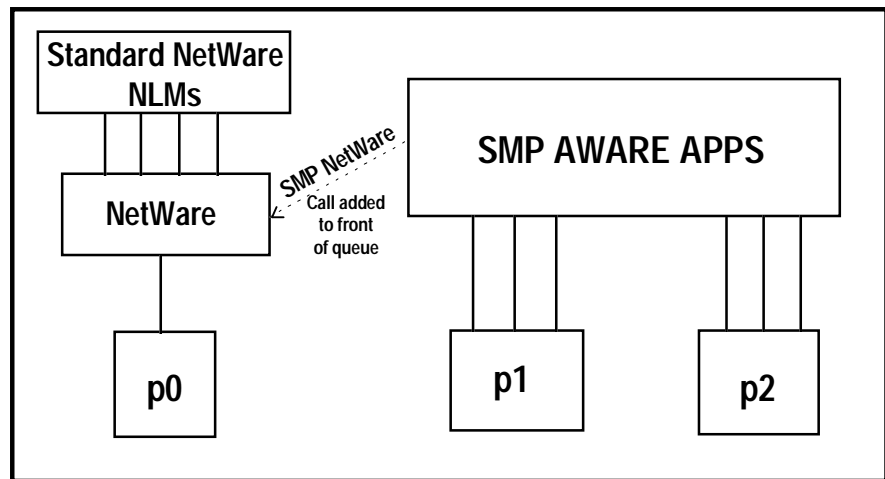 Standard NetWare
NLMs
NetWare
p0
SMP NetWare
Call added
to front
of queue
SMP AWARE APPS
p1
p2